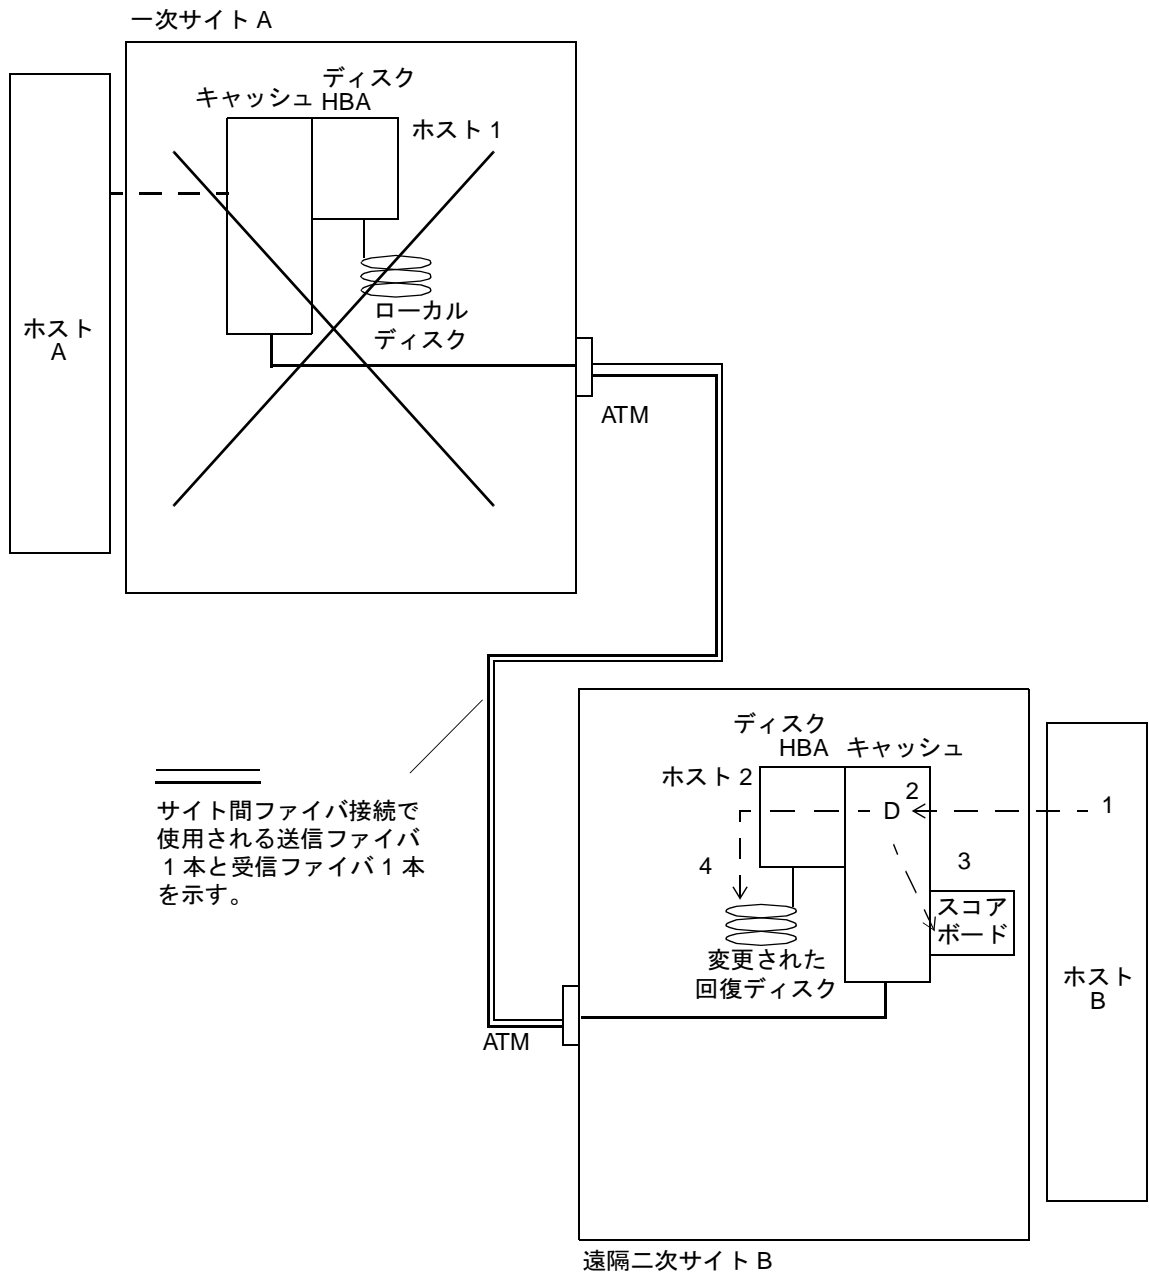 一次サイト A
ディスク
キャッシュ HBA
ホスト 1
ローカル
ディスク
ホスト
A
ATM
ディスク
HBA キャッシュ
ホスト 2
2
D
1
4
3
スコア
ボード
変更された
回復ディスク
ホスト
B
サイト間ファイバ接続で
使用される送信ファイバ
1 本と受信ファイバ 1 本
を示す。
ATM
遠隔二次サイト B